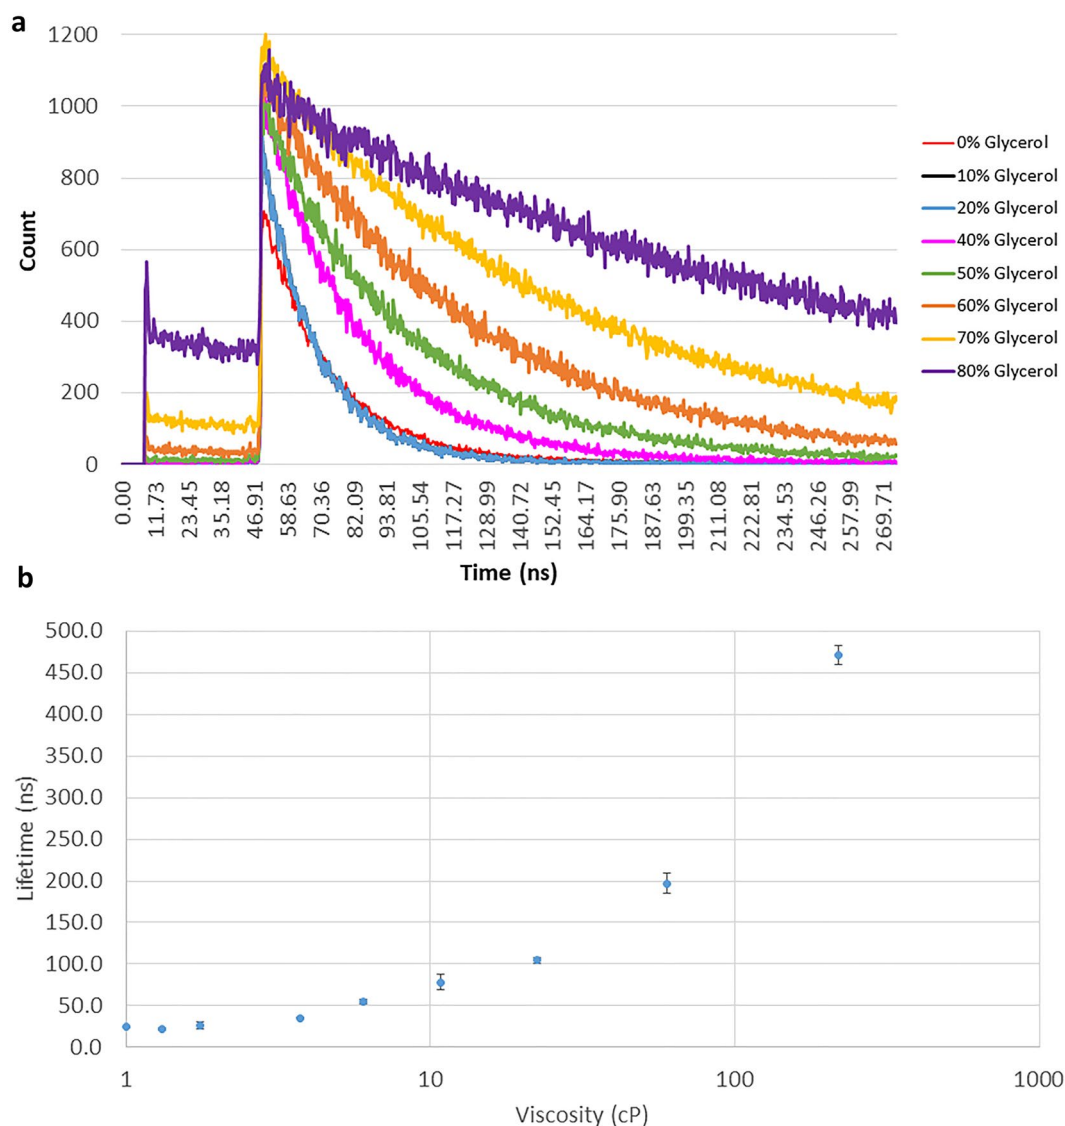 a
1200
1000
800
600
400
200
0
Count
0.00 11.73 23.45 35.18 46.91 58.63 70.36 82.09 93.81 105.54 117.27 128.99 140.72 152.45 164.17 175.90 187.63 199.35 211.08 222.81 234.53 246.26 257.99 269.71
Time (ns)
0% Glycerol
10% Glycerol
20% Glycerol
40% Glycerol
50% Glycerol
60% Glycerol
70% Glycerol
80% Glycerol
b
500.0
450.0
400.0
350.0
300.0
250.0
200.0
150.0
100.0
50.0
0.0
Lifetime (ns)
1 10 100 1000
Viscosity (cP)